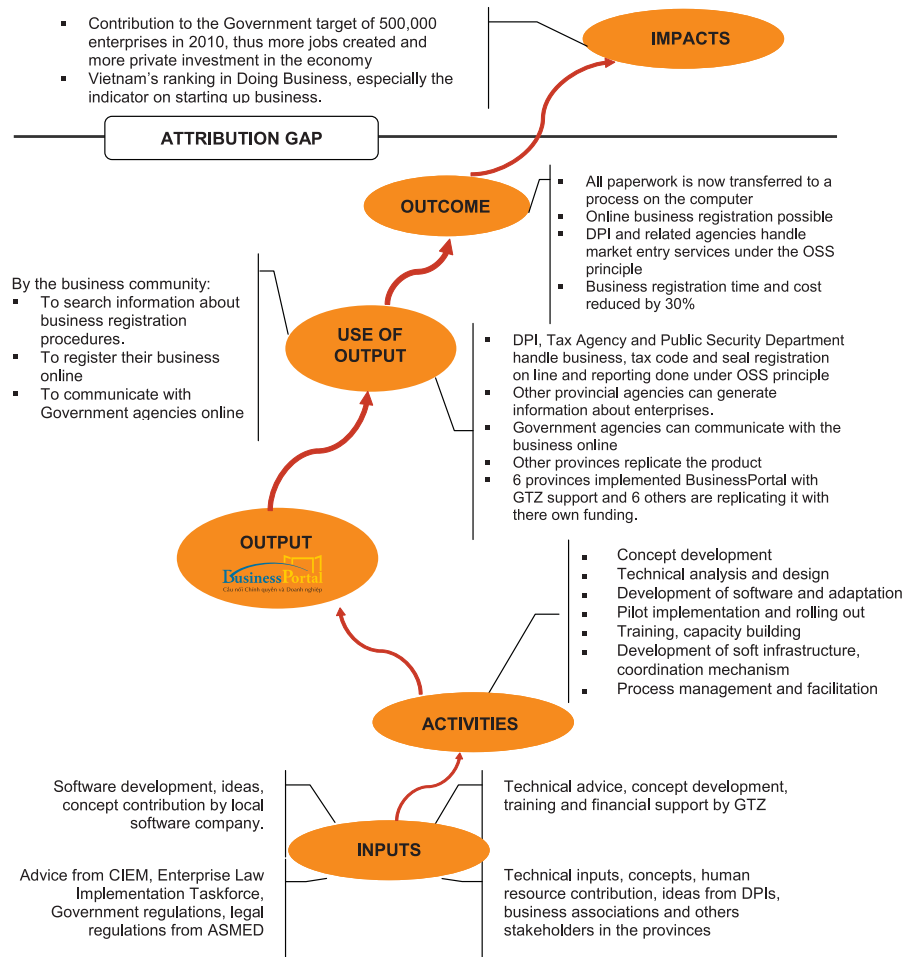 ▪ Contribution to the Government target of 500,000
enterprises in 2010, thus more jobs created and
more private investment in the economy
▪ Vietnam's ranking in Doing Business, especially the
indicator on starting up business.
IMPACTS
ATTRIBUTION GAP
OUTCOME
▪ All paperwork is now transferred to a
process on the computer
▪ Online business registration possible
▪ DPI and related agencies handle
market entry services under the OSS
principle
▪ Business registration time and cost
reduced by 30%
By the business community:
▪ To search information about
business registration
procedures.
▪ To register their business
online
▪ To communicate with
Government agencies online
USE OF
OUTPUT
▪ DPI, Tax Agency and Public Security Department
handle business, tax code and seal registration
on line and reporting done under OSS principle
▪ Other provincial agencies can generate
information about enterprises.
▪ Government agencies can communicate with the
business online
▪ Other provinces replicate the product
▪ 6 provinces implemented BusinessPortal with
GTZ support and 6 others are replicating it with
there own funding.
OUTPUT
BusinessPortal
Cầu nối Chính quyền và Doanh nghiệp
▪ Concept development
▪ Technical analysis and design
▪ Development of software and adaptation
▪ Pilot implementation and rolling out
▪ Training, capacity building
▪ Development of soft infrastructure,
coordination mechanism
▪ Process management and facilitation
ACTIVITIES
Software development, ideas,
concept contribution by local
software company.
Technical advice, concept development,
training and financial support by GTZ
INPUTS
Advice from CIEM, Enterprise Law
Implementation Taskforce,
Government regulations, legal
regulations from ASMED
Technical inputs, concepts, human
resource contribution, ideas from DPIs,
business associations and others
stakeholders in the provinces